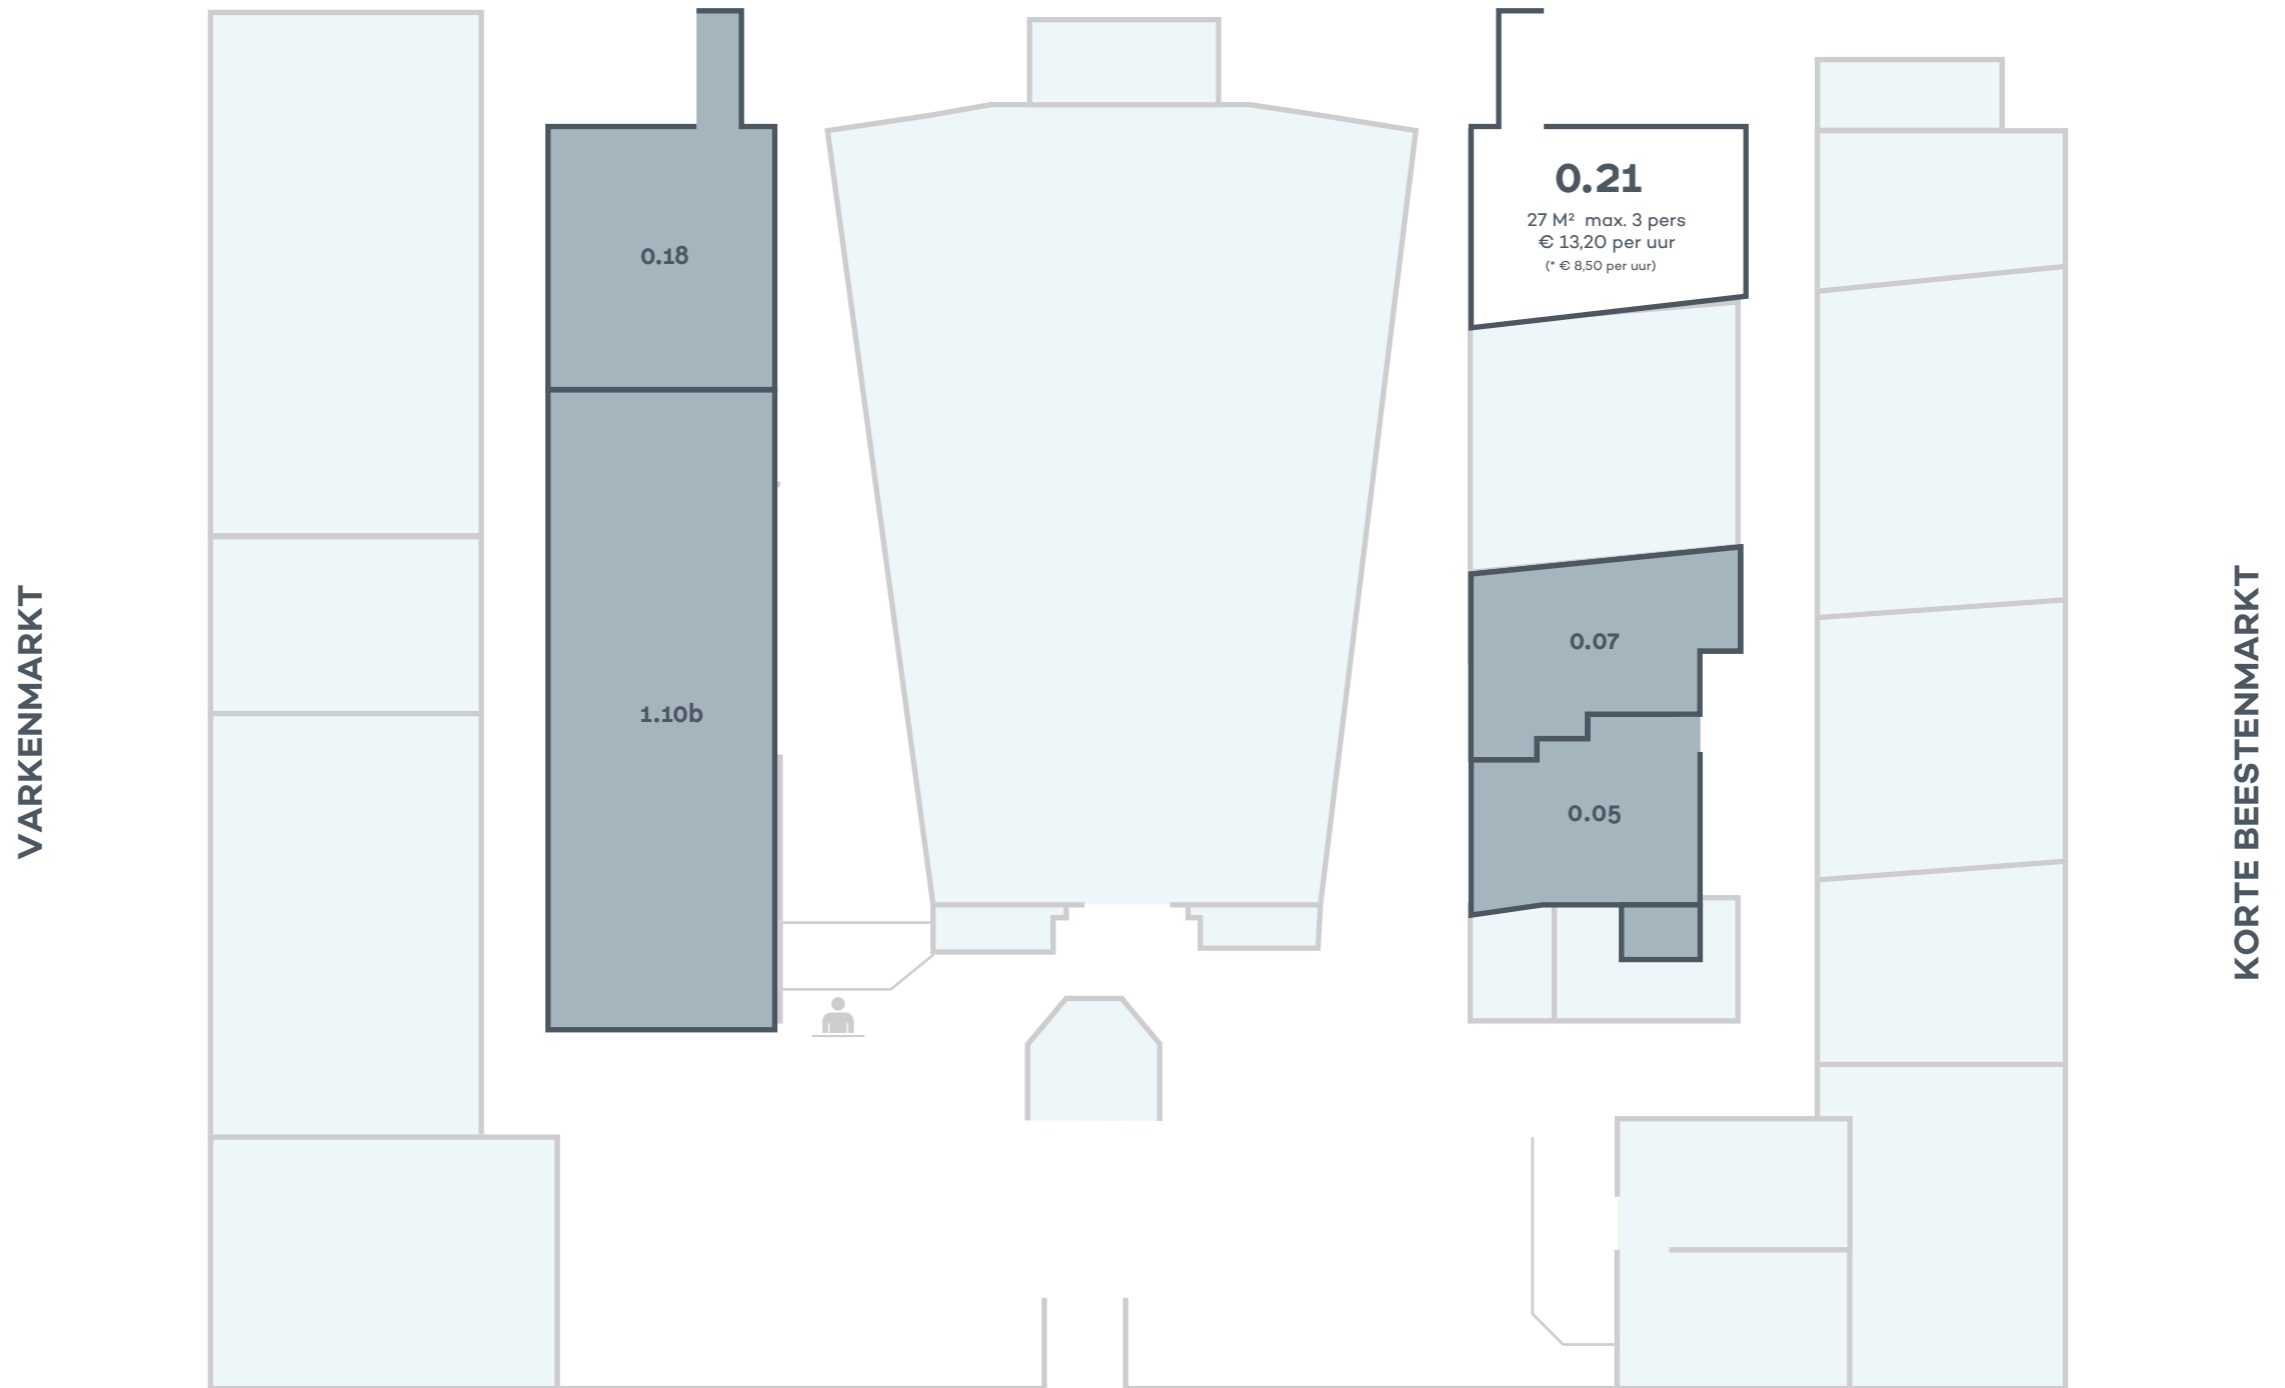 0.21
27 M² max. 3 pers
€ 13,20 per uur
(* € 8,50 per uur)
0.18
0.07
1.10b
0.05
VARKENMARKT
KORTE BEESTENMARKT